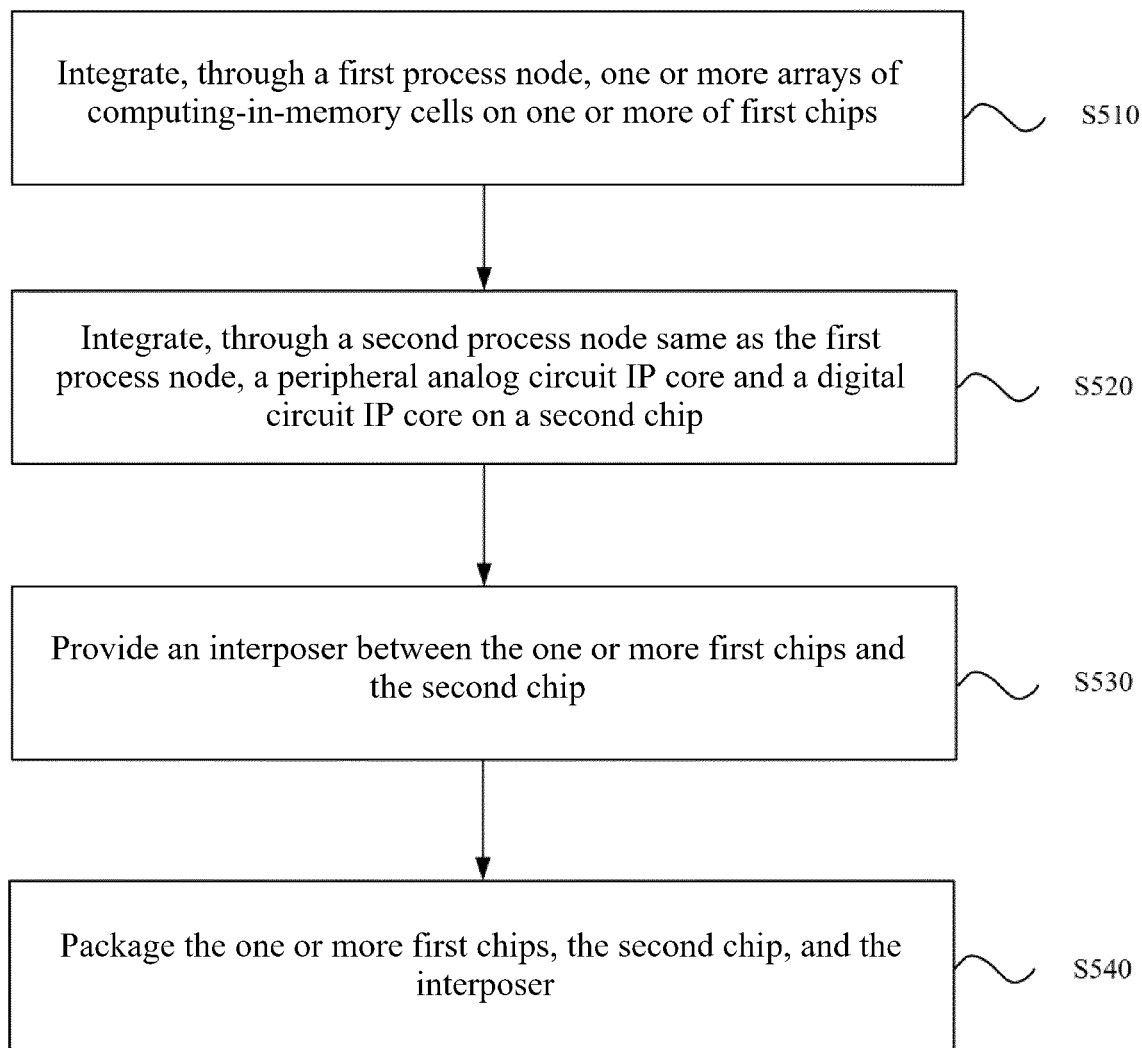 Integrate, through a first process node, one or more arrays of
computing-in-memory cells on one or more of first chips
S510
Integrate, through a second process node same as the first
process node, a peripheral analog circuit IP core and a digital
circuit IP core on a second chip
S520
Provide an interposer between the one or more first chips and
the second chip
S530
Package the one or more first chips, the second chip, and the
interposer
S540